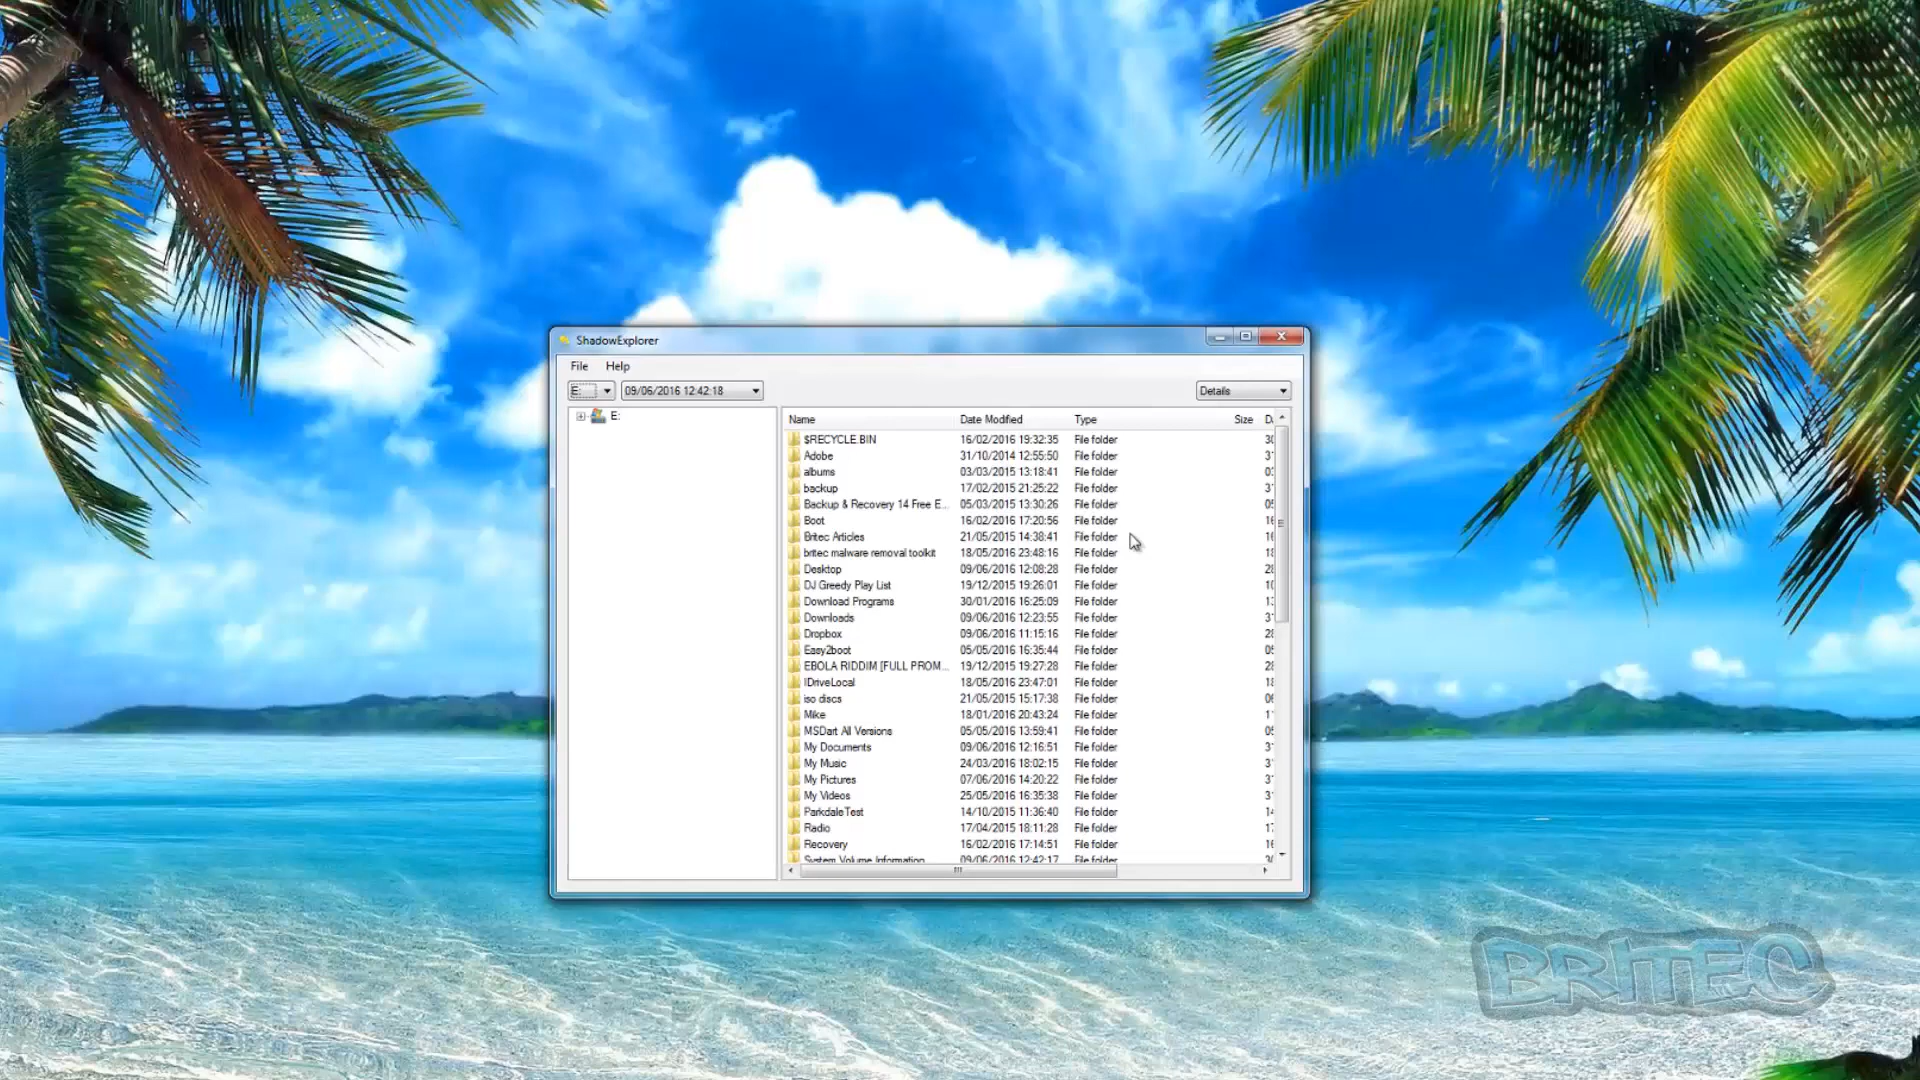 ShadowExplorer
File Help
E: 09/06/2016 12:42:18 Details
E:
Name Date Modified Type Size
$RECYCLE.BIN 16/02/2016 19:32:35 File folder
Adobe 31/10/2014 12:55:50 File folder
albums 03/03/2015 13:18:41 File folder
backup 17/02/2015 21:25:22 File folder
Backup & Recovery 14 Free E... 05/03/2015 13:30:26 File folder
Boot 16/02/2016 17:20:56 File folder
Britec Articles 21/05/2015 14:38:41 File folder
britec malware removal toolkit 18/05/2016 23:48:16 File folder
Desktop 09/06/2016 12:08:28 File folder
DJ Greedy Play List 19/12/2015 19:26:01 File folder
Download Programs 30/01/2016 16:25:09 File folder
Downloads 09/06/2016 12:23:55 File folder
Dropbox 09/06/2016 11:15:16 File folder
Easy2boot 05/05/2016 16:35:44 File folder
EBOLA RIDDIM [FULL PROM... 19/12/2015 19:27:28 File folder
IDriveLocal 18/05/2016 23:47:01 File folder
iso discs 21/05/2015 15:17:38 File folder
Mike 18/01/2016 20:43:24 File folder
MSDart All Versions 05/05/2016 13:59:41 File folder
My Documents 09/06/2016 12:16:51 File folder
My Music 24/03/2016 18:02:15 File folder
My Pictures 07/06/2016 14:20:22 File folder
My Videos 25/05/2016 16:35:38 File folder
ParkdaleTest 14/10/2015 11:36:40 File folder
Radio 17/04/2015 18:11:28 File folder
Recovery 16/02/2016 17:14:51 File folder
System Volume Information 09/06/2016 12:42:17 File folder
BRITEC